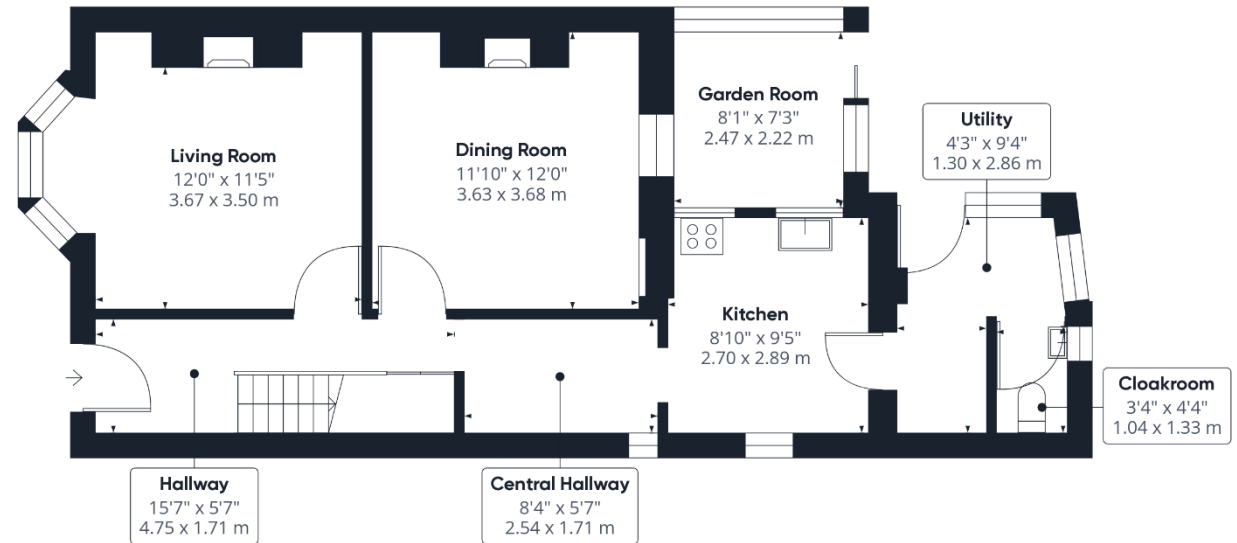 Living Room
12'0" x 11'5"
3.67 x 3.50 m
Dining Room
11'10" x 12'0"
3.63 x 3.68 m
Garden Room
8'1" x 7'3"
2.47 x 2.22 m
Utility
4'3" x 9'4"
1.30 x 2.86 m
Kitchen
8'10" x 9'5"
2.70 x 2.89 m
Cloakroom
3'4" x 4'4"
1.04 x 1.33 m
Hallway
15'7" x 5'7"
4.75 x 1.71 m
Central Hallway
8'4" x 5'7"
2.54 x 1.71 m